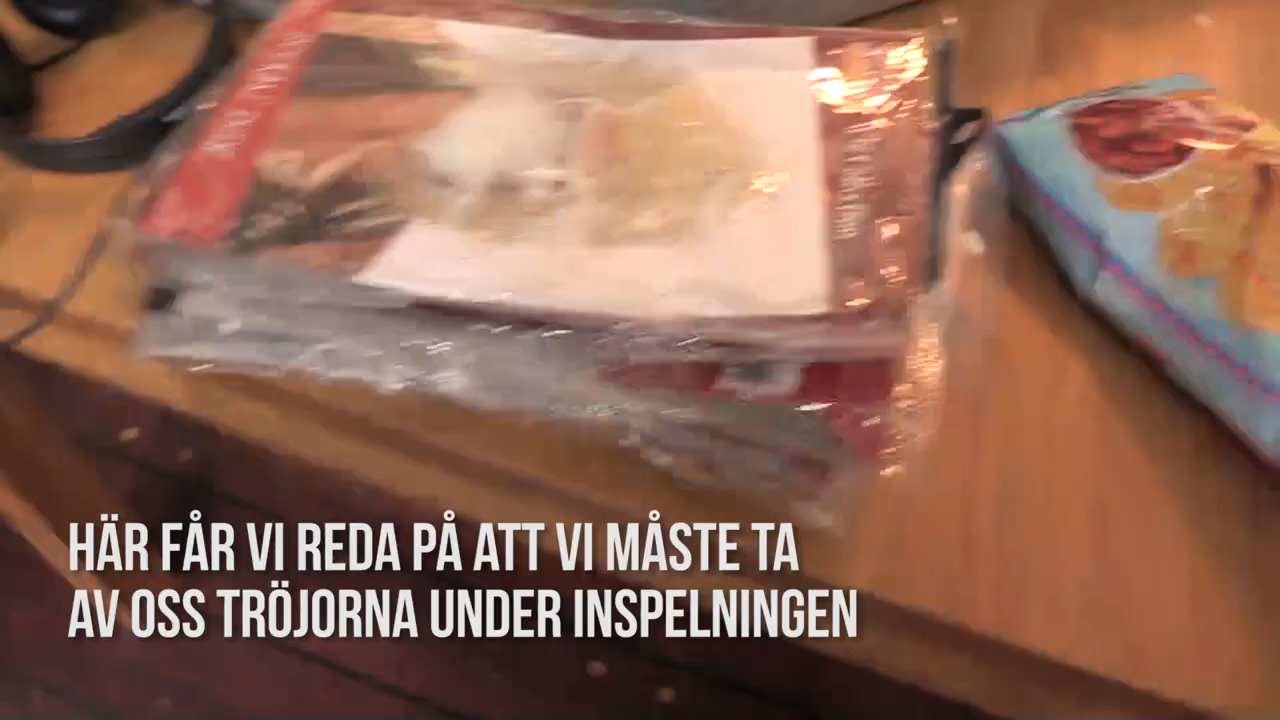 HÄR FÅR VI REDA PÅ ATT VI MÅSTE TA
AV OSS TRÖJORNA UNDER INSPELNINGEN